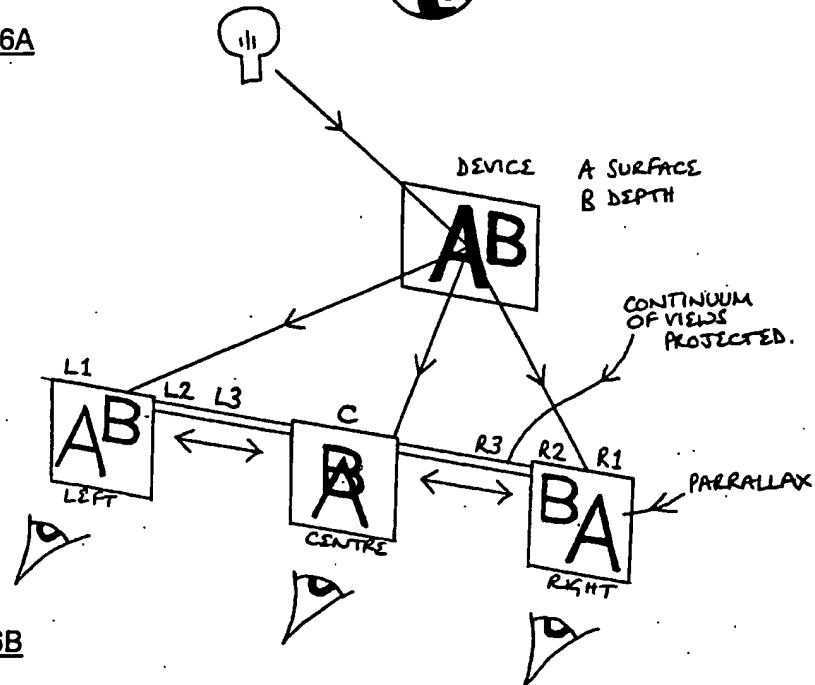 6A
DEVICE
A SURFACE
B DEPTH
AB
CONTINUUM
OF VIEWS
PROJECTED.
L1
L2 L3
C
R3 R2 R1
AB
LEFT
BA
CENTRE
BA
RIGHT
PARRALLAX
6B